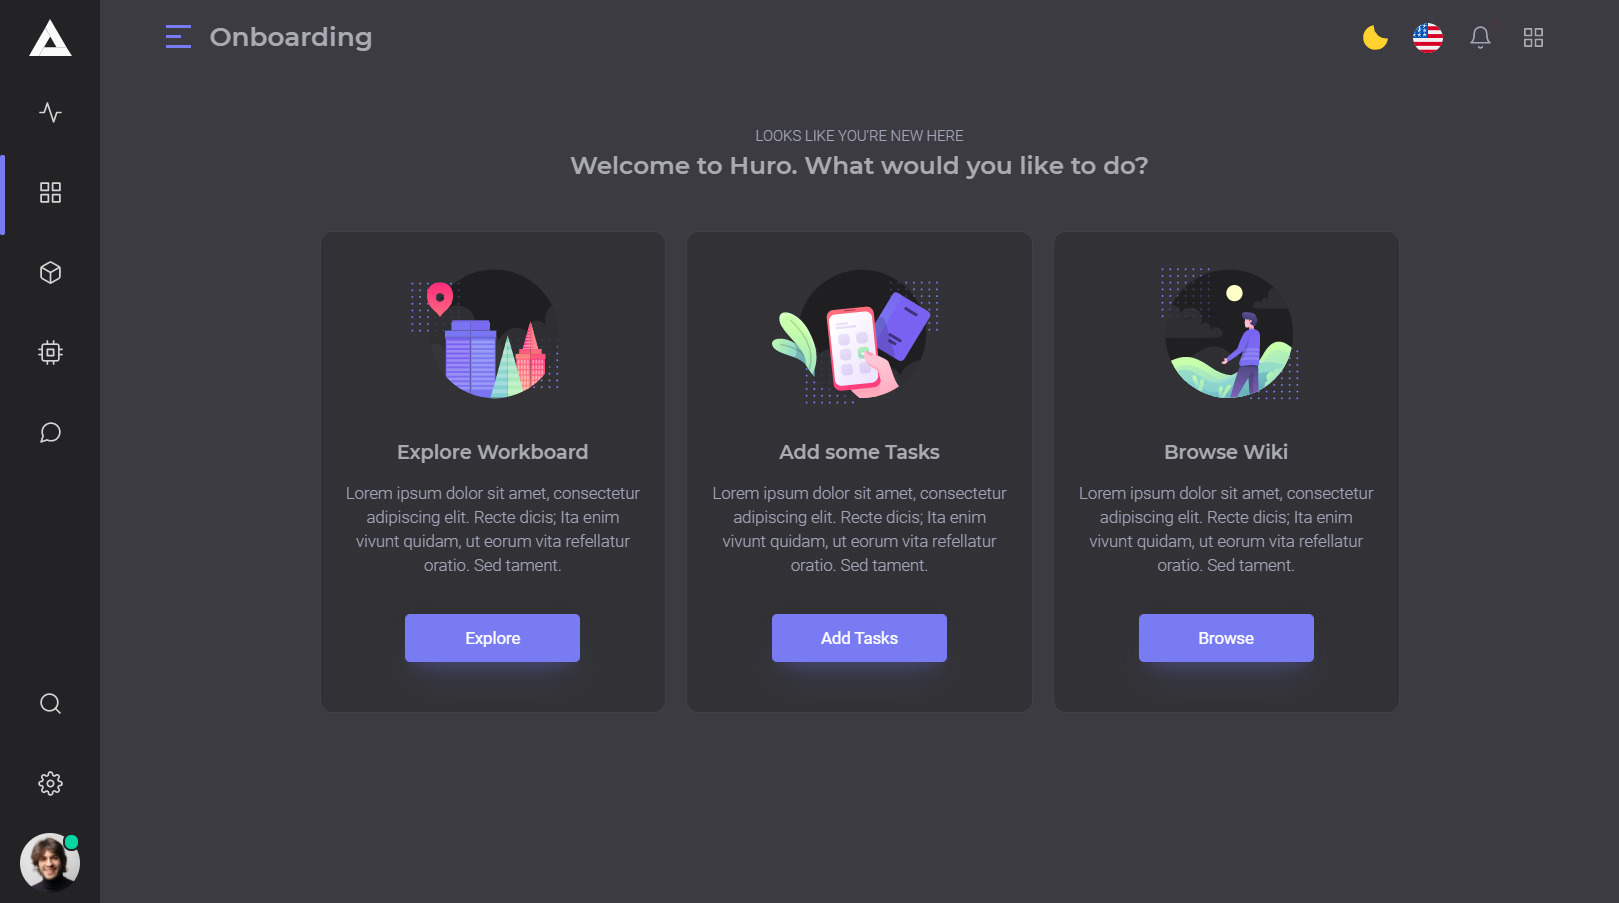 Onboarding
LOOKS LIKE YOU'RE NEW HERE
Welcome to Huro. What would you like to do?
Explore Workboard
Lorem ipsum dolor sit amet, consectetur
adipiscing elit. Recte dicis; Ita enim
vivunt quidam, ut eorum vita refellatur
oratio. Sed tament.
Explore
Add some Tasks
Lorem ipsum dolor sit amet, consectetur
adipiscing elit. Recte dicis; Ita enim
vivunt quidam, ut eorum vita refellatur
oratio. Sed tament.
Add Tasks
Browse Wiki
Lorem ipsum dolor sit amet, consectetur
adipiscing elit. Recte dicis; Ita enim
vivunt quidam, ut eorum vita refellatur
oratio. Sed tament.
Browse